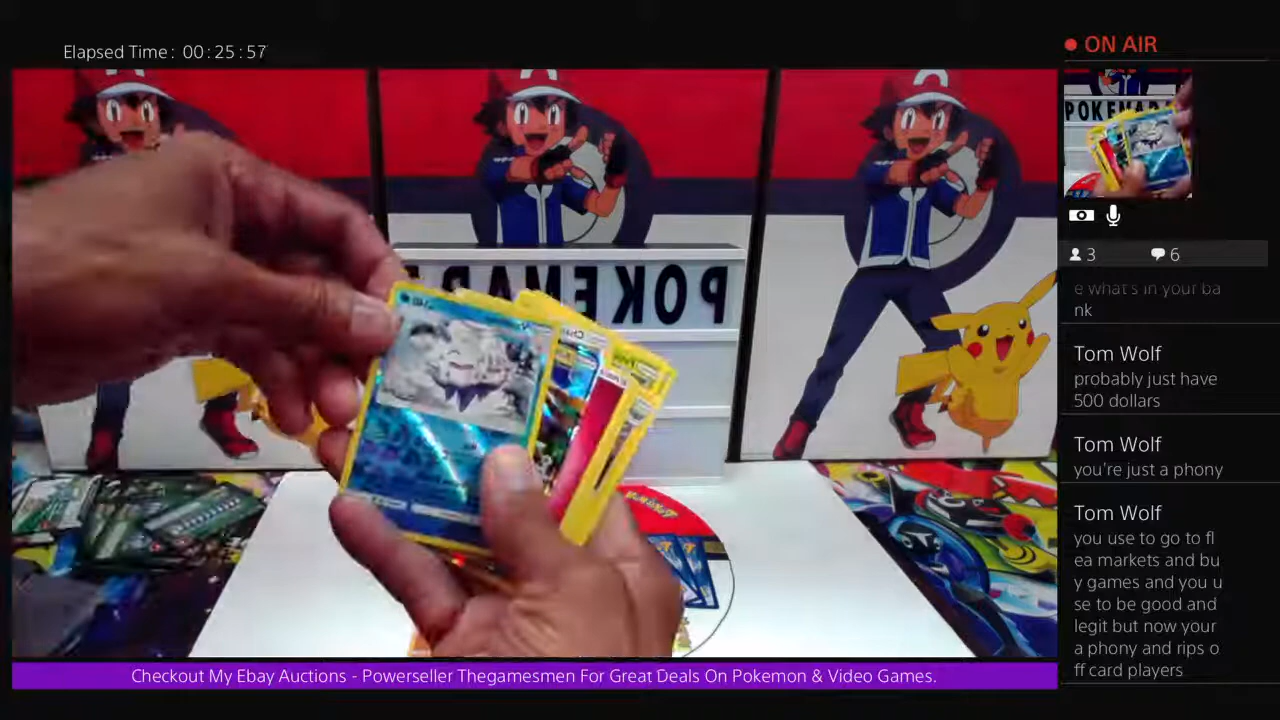 Elapsed Time: 00:25:57
ON AIR
POKEMA
3
6
e what's in your ba
nk
Tom Wolf
probably just have
500 dollars
Tom Wolf
you're just a phony
Tom Wolf
you use to go to fl
ea markets and bu
y games and you u
se to be good and
legit but now your
a phony and rips o
ff card players
Checkout My Ebay Auctions - Powerseller Thegamesmen For Great Deals On Pokemon & Video Games.